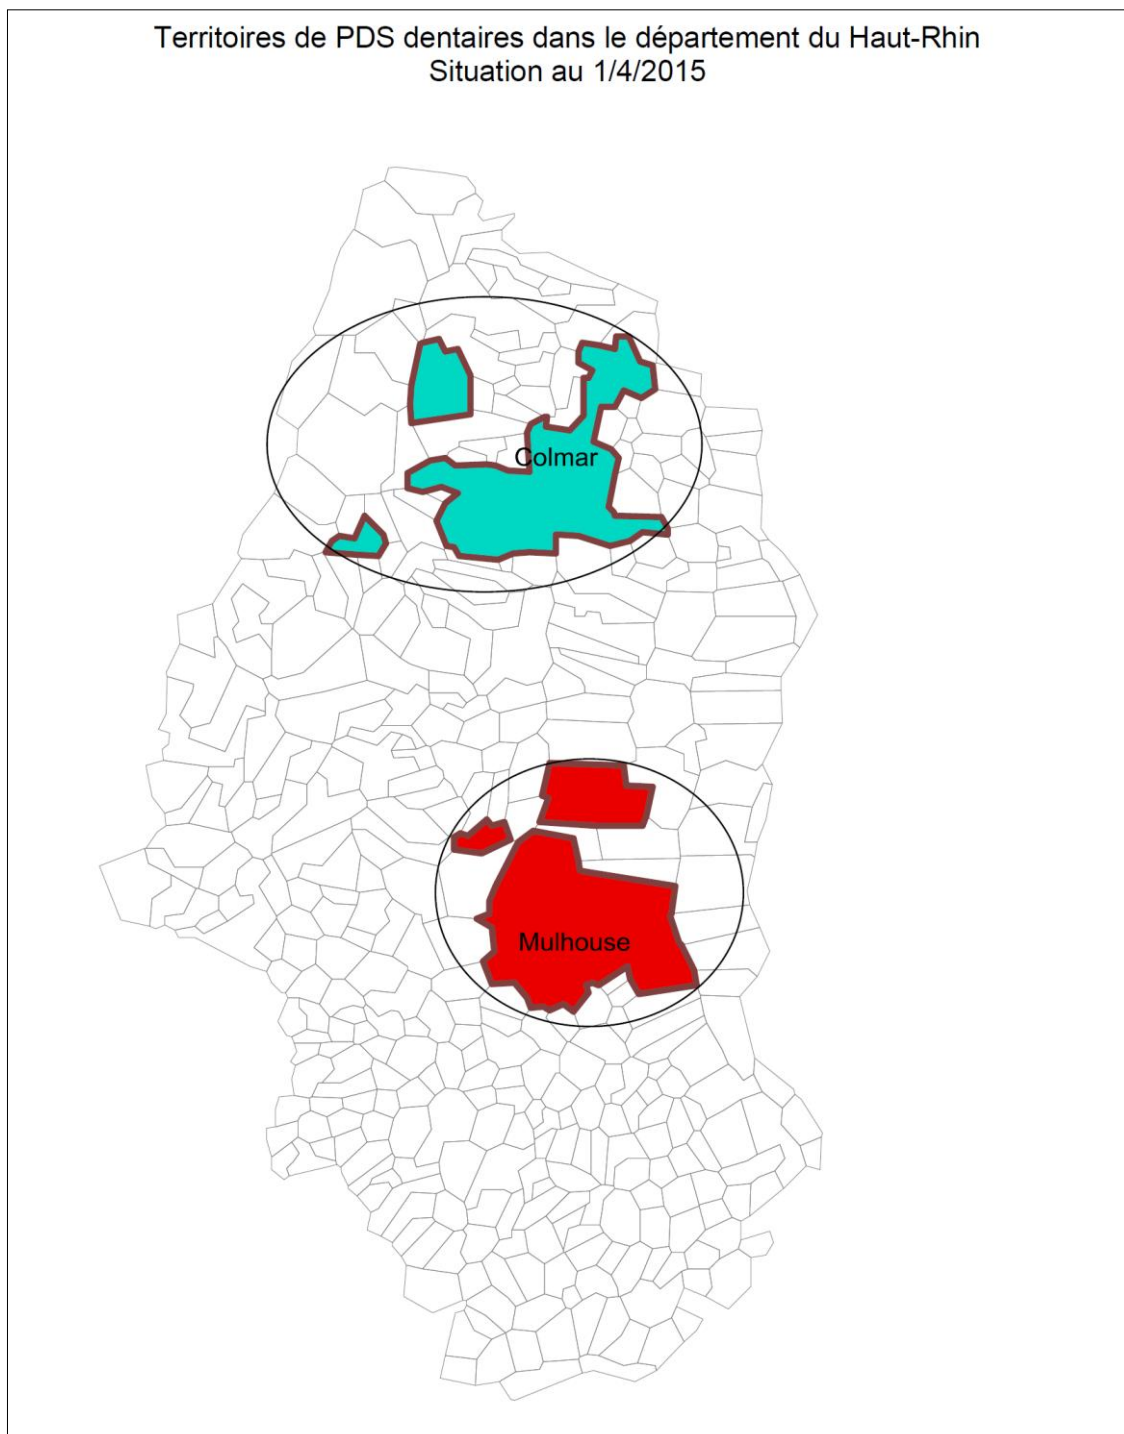 Territoires de PDS dentaires dans le département du Haut-Rhin
Situation au 1/4/2015
Colmar
Mulhouse